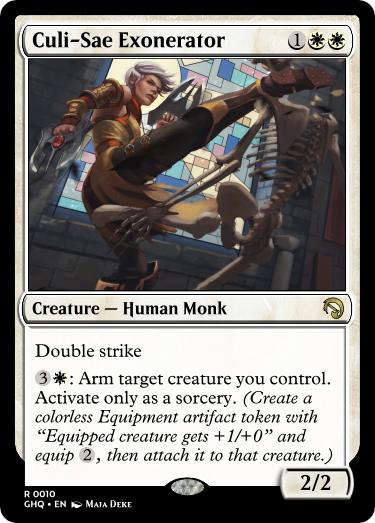 Culi-Sae Exonerator 1
Creature — Human Monk
Double strike
3: Arm target creature you control.
Activate only as a sorcery. (Create a
colorless Equipment artifact token with
“Equipped creature gets +1/+0” and
equip 2, then attach it to that creature.)
R 0010
GHQ • EN Maja Deke
2/2